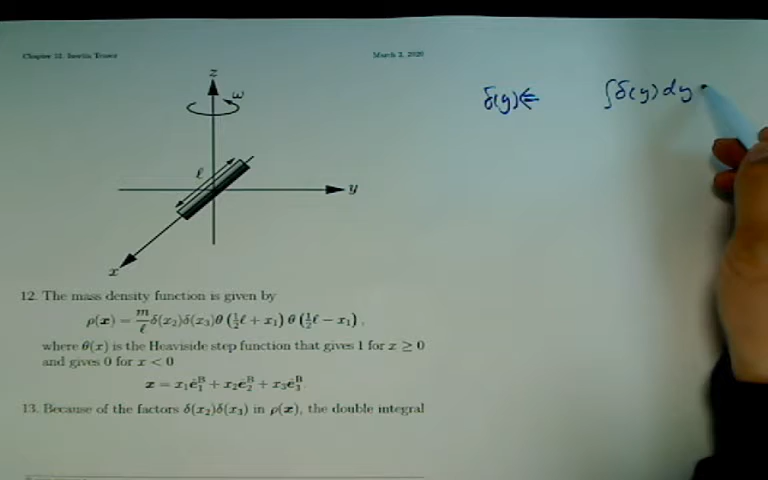 Chapter 12. Inertia Tensor
March 2, 2020
z
ω
ℓ
y
x
12. The mass density function is given by
ρ(x) = m/ℓ δ(x₂)δ(x₃)θ (½ℓ + x₁) θ (½ℓ − x₁) ,
where θ(x) is the Heaviside step function that gives 1 for x ≥ 0
and gives 0 for x < 0
x = x₁ê₁ᴮ + x₂ê₂ᴮ + x₃ê₃ᴮ.
13. Because of the factors δ(x₂)δ(x₃) in ρ(x), the double integral
δ(y) ⇐ ∫δ(y) dy